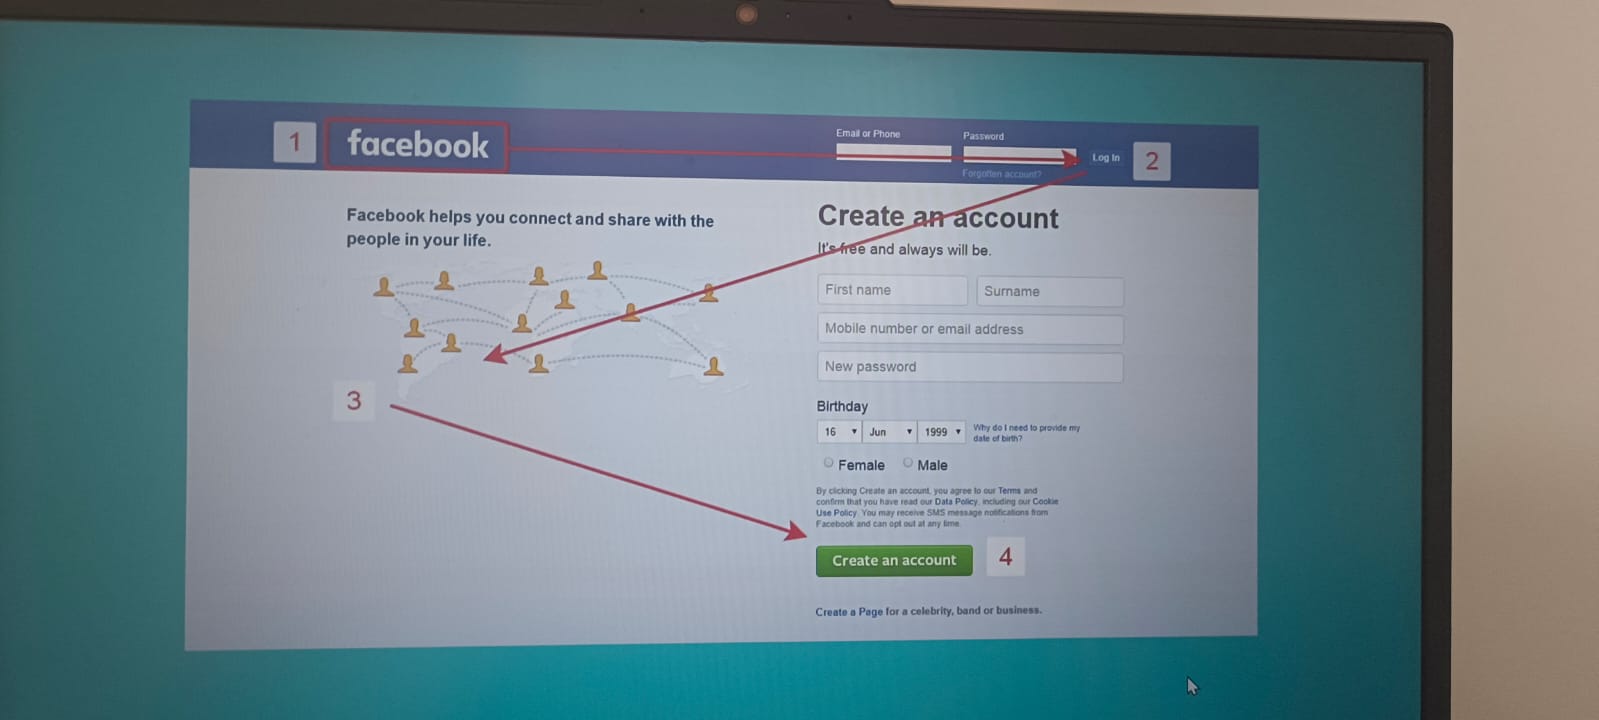 1
facebook
Email or Phone
Password
Log In
2
Forgotten account?
Facebook helps you connect and share with the
people in your life.
3
Create an account
It's free and always will be.
First name
Surname
Mobile number or email address
New password
Birthday
16 Jun 1999
Why do I need to provide my
date of birth?
Female
Male
By clicking Create an account, you agree to our Terms and
confirm that you have read our Data Policy, including our Cookie
Use Policy. You may receive SMS message notifications from
Facebook and can opt out at any time.
Create an account
4
Create a Page for a celebrity, band or business.